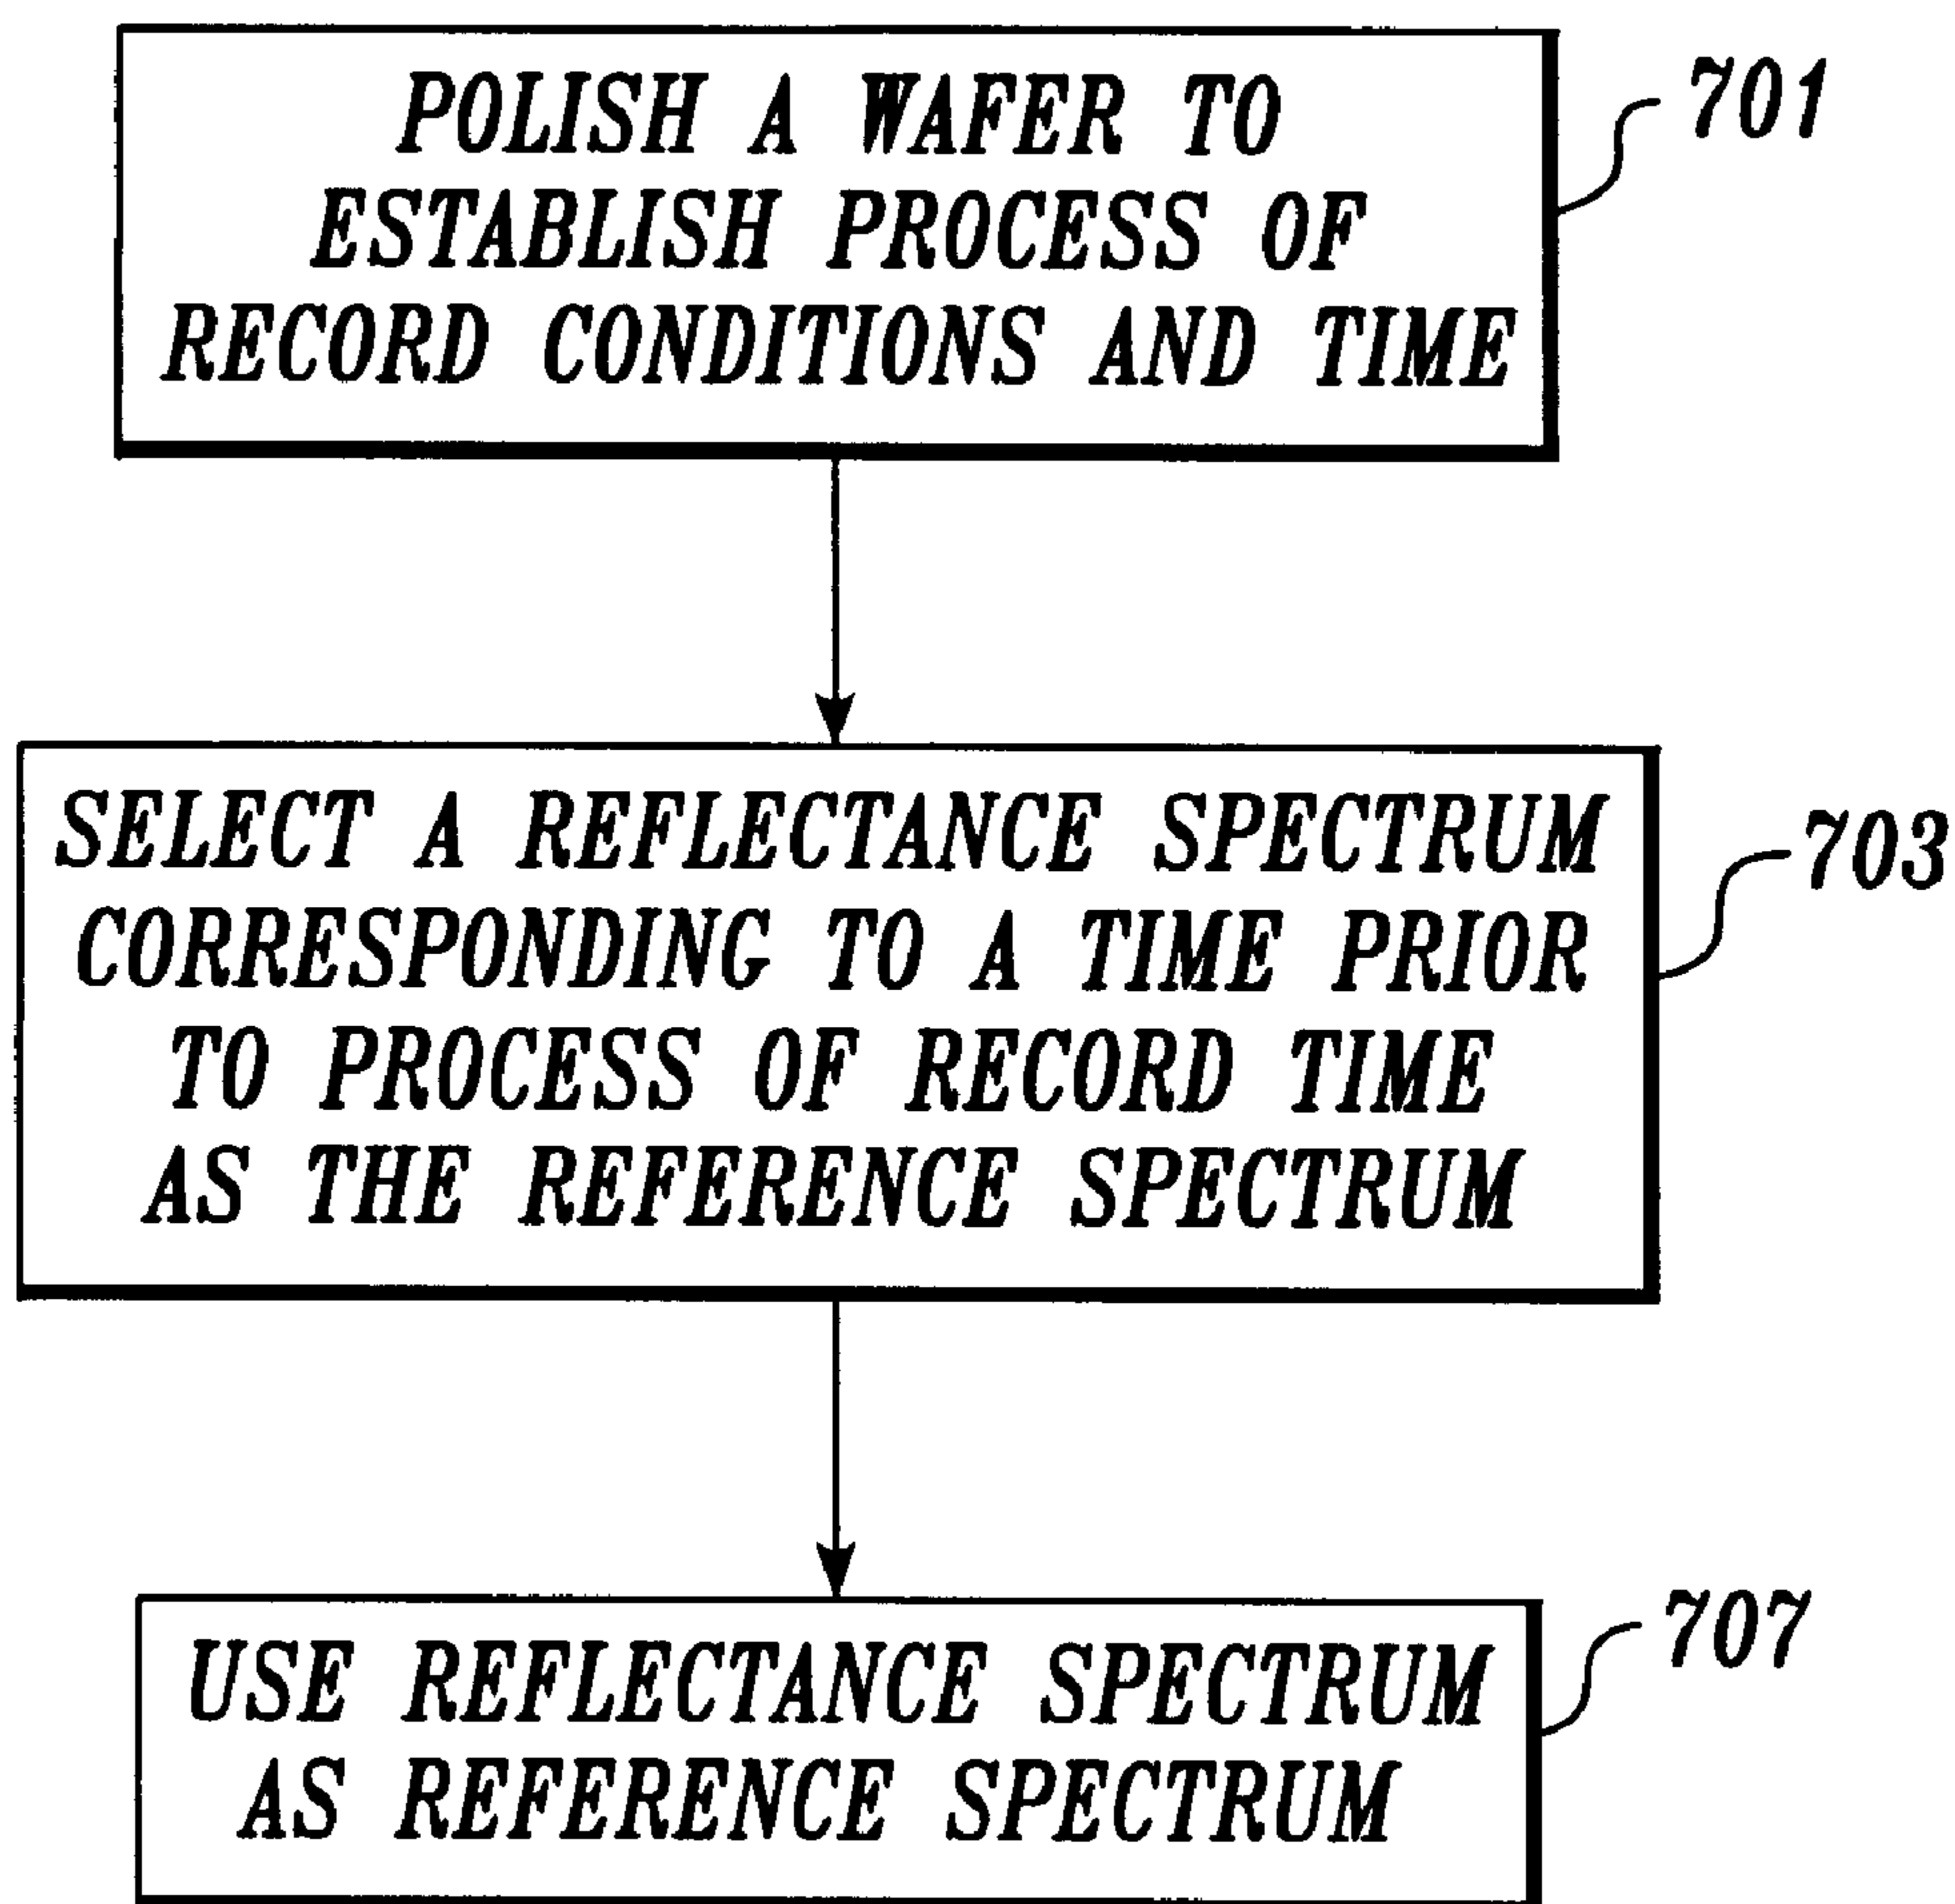 POLISH A WAFER TO
ESTABLISH PROCESS OF
RECORD CONDITIONS AND TIME
701
SELECT A REFLECTANCE SPECTRUM
CORRESPONDING TO A TIME PRIOR
TO PROCESS OF RECORD TIME
AS THE REFERENCE SPECTRUM
703
USE REFLECTANCE SPECTRUM
AS REFERENCE SPECTRUM
707